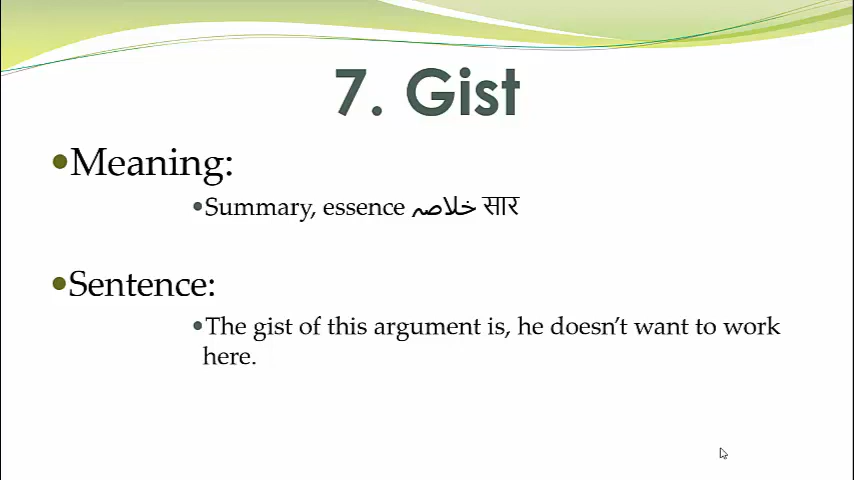 7. Gist
•Meaning:
•Summary, essence خلاصہ सार
•Sentence:
•The gist of this argument is, he doesn’t want to work
here.